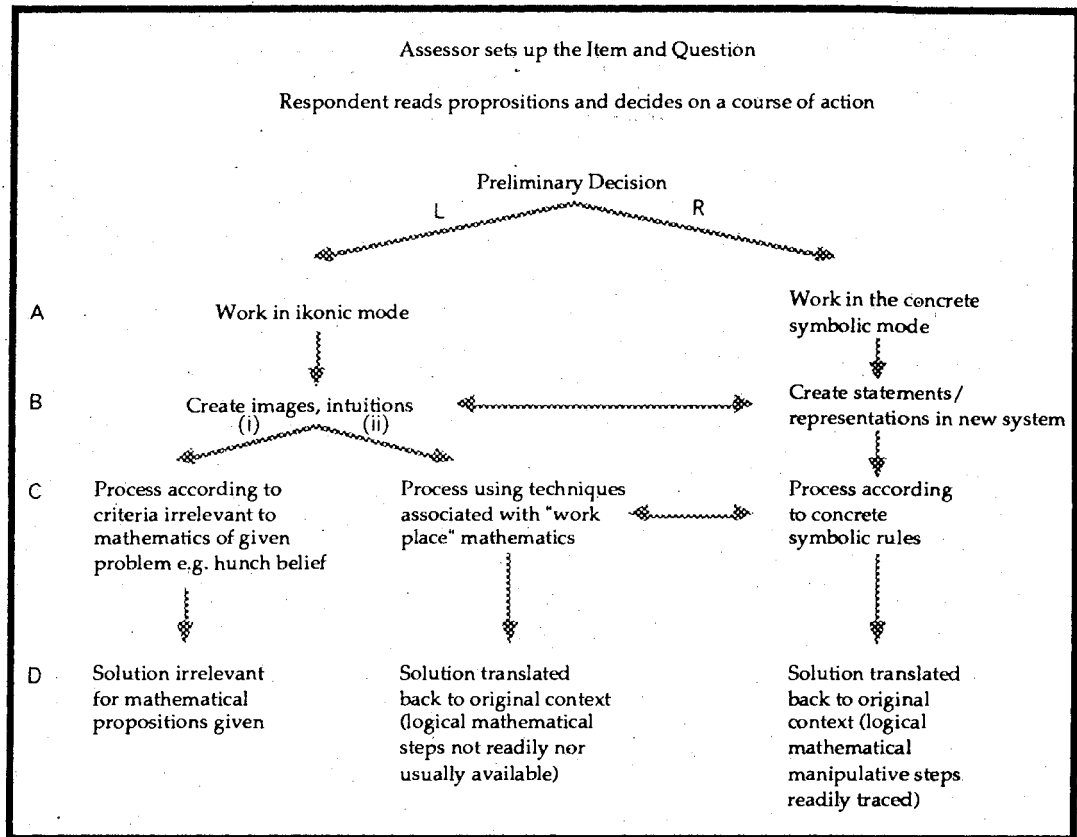 Assessor sets up the Item and Question
Respondent reads proprositions and decides on a course of action
Preliminary Decision
L
R
A
Work in ikonic mode
Work in the concrete
symbolic mode
B
Create images, intuitions
(i)
(ii)
Create statements/
representations in new system
C
Process according to
criteria irrelevant to
mathematics of given
problem e.g. hunch belief
Process using techniques
associated with "work
place" mathematics
Process according
to concrete
symbolic rules
D
Solution irrelevant
for mathematical
propositions given
Solution translated
back to original context
(logical mathematical
steps not readily nor
usually available)
Solution translated
back to original
context (logical
mathematical
manipulative steps
readily traced)